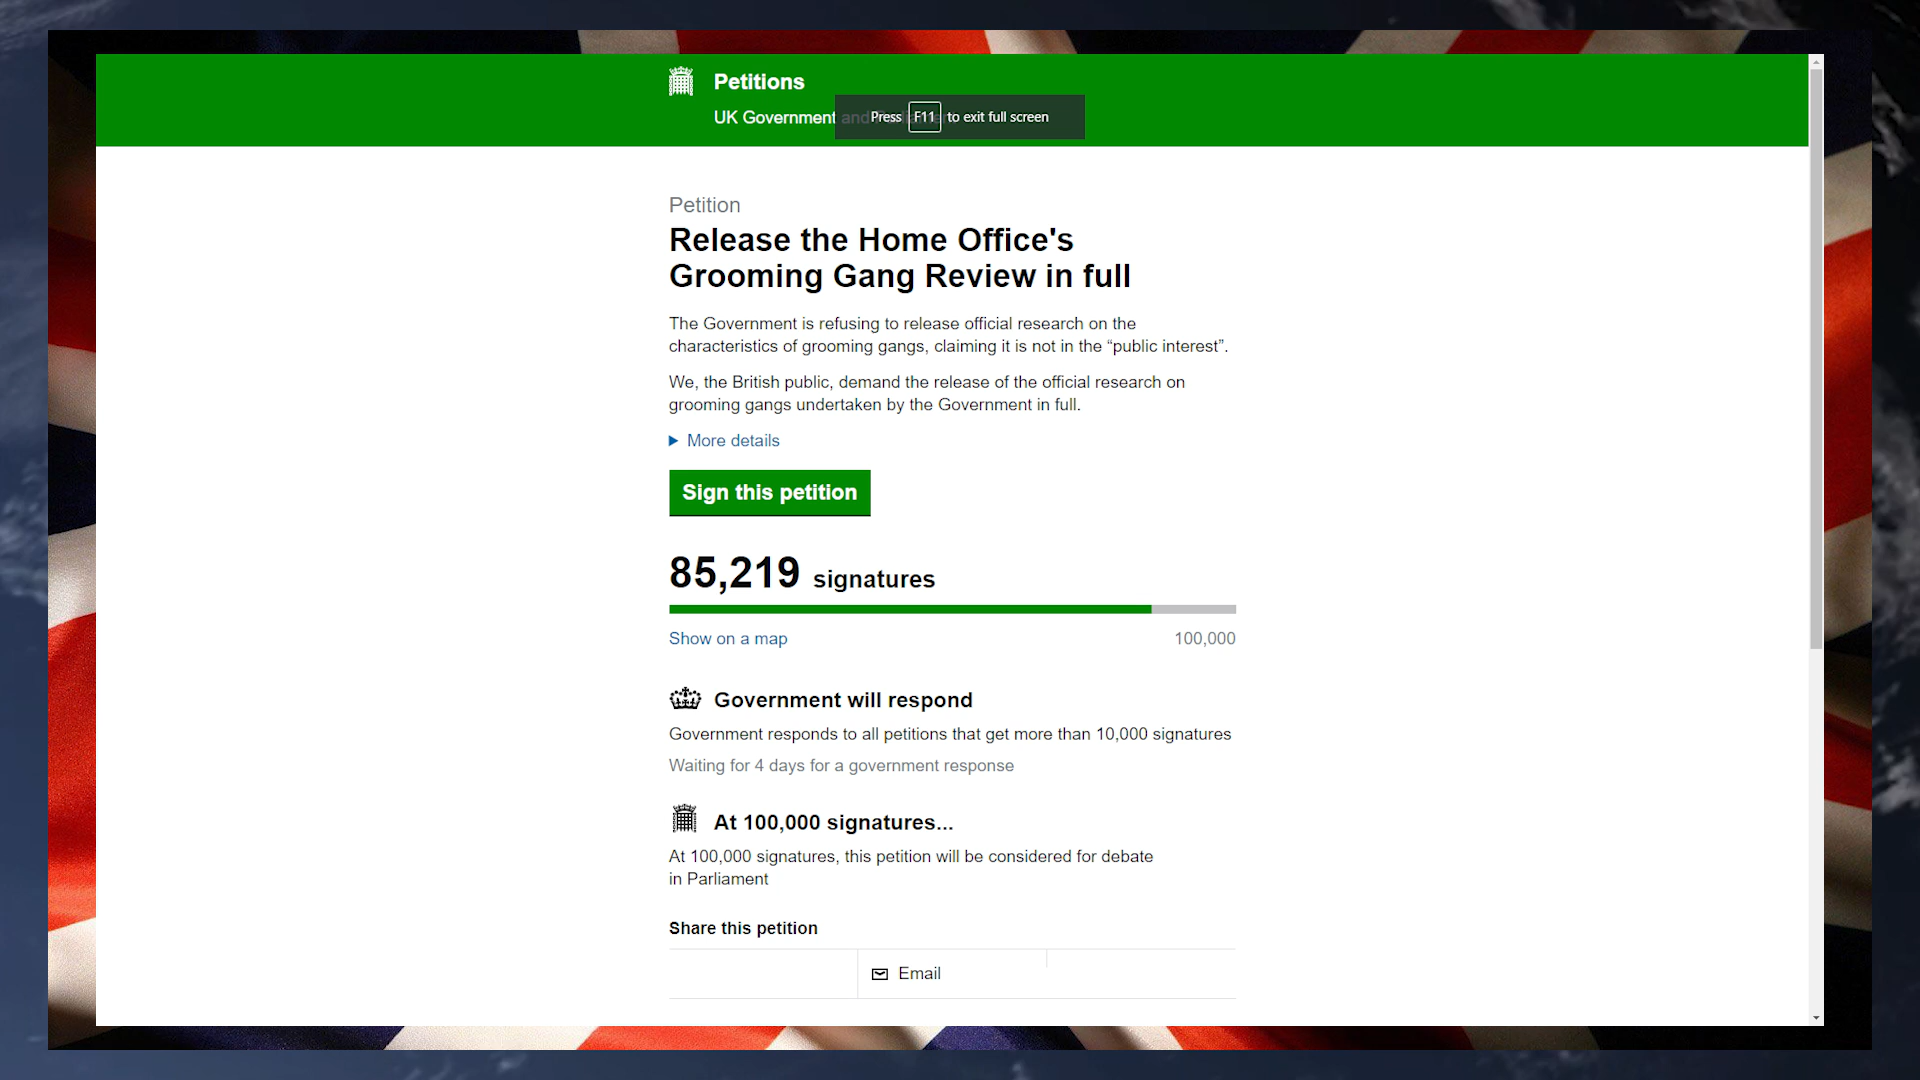 Petitions
UK Government and Parliament
Press F11 to exit full screen
Petition
Release the Home Office's
Grooming Gang Review in full
The Government is refusing to release official research on the
characteristics of grooming gangs, claiming it is not in the “public interest”.
We, the British public, demand the release of the official research on
grooming gangs undertaken by the Government in full.
More details
Sign this petition
85,219 signatures
Show on a map
100,000
Government will respond
Government responds to all petitions that get more than 10,000 signatures
Waiting for 4 days for a government response
At 100,000 signatures...
At 100,000 signatures, this petition will be considered for debate
in Parliament
Share this petition
Email